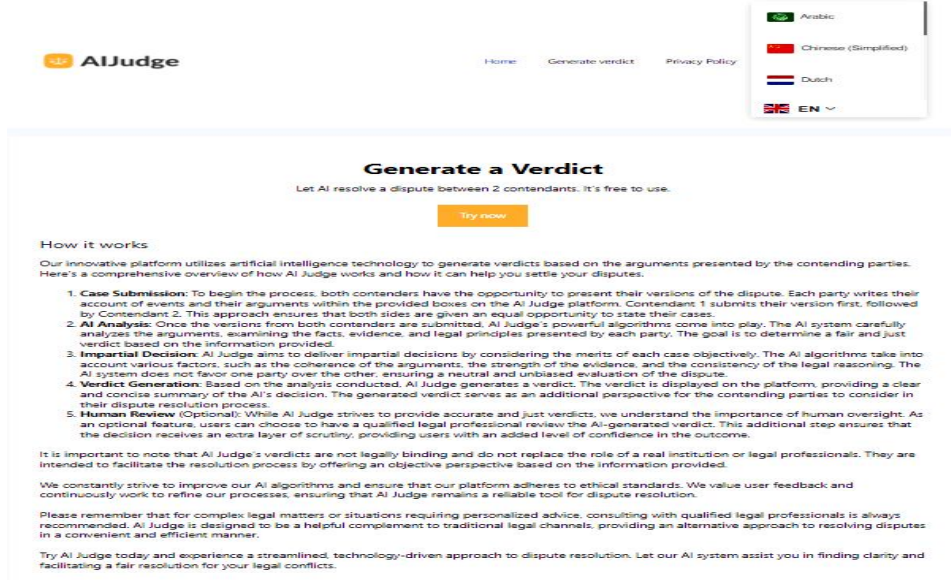 Arabic
Chinese (Simplified)
AIJudge
Home Generate verdict Privacy Policy
Dutch
EN
Generate a Verdict
Let AI resolve a dispute between 2 contendants. It's free to use.
Try now
How it works
Our innovative platform utilizes artificial intelligence technology to generate verdicts based on the arguments presented by the contending parties.
Here's a comprehensive overview of how AI Judge works and how it can help you settle your disputes.
1. Case Submission: To begin the process, both contenders have the opportunity to present their versions of the dispute. Each party writes their
account of events and their arguments within the provided boxes on the AI Judge platform. Contendant 1 submits their version first, followed
by Contendant 2. This approach ensures that both sides are given an equal opportunity to state their cases.
2. AI Analysis: Once the versions from both contenders are submitted, AI Judge's powerful algorithms come into play. The AI system carefully
analyzes the arguments, examining the facts, evidence, and legal principles presented by each party. The goal is to determine a fair and just
verdict based on the information provided.
3. Impartial Decision: AI Judge aims to deliver impartial decisions by considering the merits of each case objectively. The AI algorithms take into
account various factors, such as the coherence of the arguments, the strength of the evidence, and the consistency of the legal reasoning. The
AI system does not favor one party over the other, ensuring a neutral and unbiased evaluation of the dispute.
4. Verdict Generation: Based on the analysis conducted, AI Judge generates a verdict. The verdict is displayed on the platform, providing a clear
and concise summary of the AI's decision. The generated verdict serves as an additional perspective for the contending parties to consider in
their dispute resolution process.
5. Human Review (Optional): While AI Judge strives to provide accurate and just verdicts, we understand the importance of human oversight. As
an optional feature, users can choose to have a qualified legal professional review the AI-generated verdict. This additional step ensures that
the decision receives an extra layer of scrutiny, providing users with an added level of confidence in the outcome.
It is important to note that AI Judge's verdicts are not legally binding and do not replace the role of a real institution or legal professionals. They are
intended to facilitate the resolution process by offering an objective perspective based on the information provided.
We constantly strive to improve our AI algorithms and ensure that our platform adheres to ethical standards. We value user feedback and
continuously work to refine our processes, ensuring that AI Judge remains a reliable tool for dispute resolution.
Please remember that for complex legal matters or situations requiring personalized advice, consulting with qualified legal professionals is always
recommended. AI Judge is designed to be a helpful complement to traditional legal channels, providing an alternative approach to resolving disputes
in a convenient and efficient manner.
Try AI Judge today and experience a streamlined, technology-driven approach to dispute resolution. Let our AI system assist you in finding clarity and
facilitating a fair resolution for your legal conflicts.